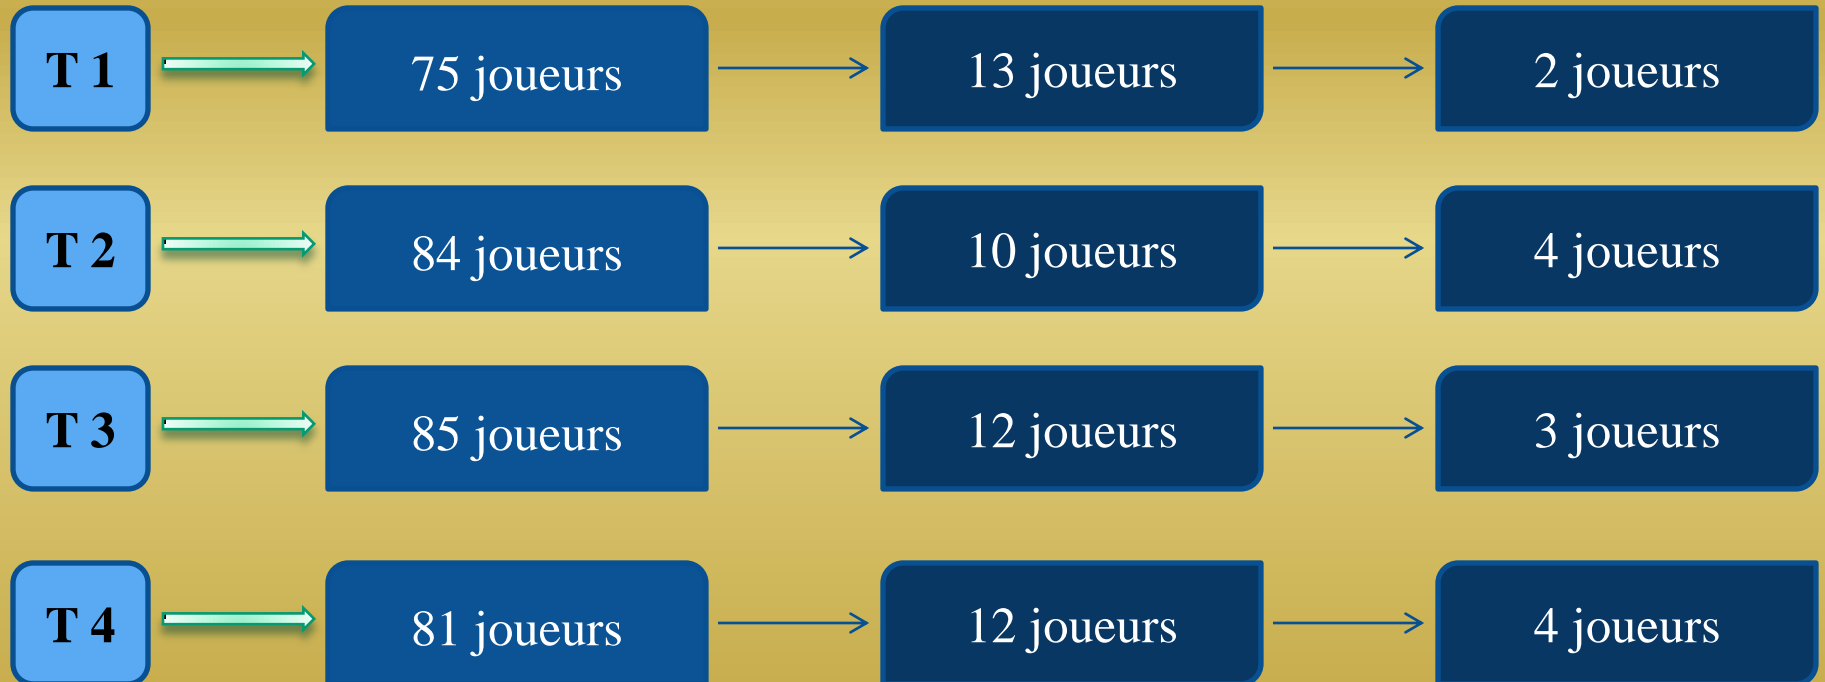 T 1
75 joueurs
13 joueurs
2 joueurs
T 2
84 joueurs
10 joueurs
4 joueurs
T 3
85 joueurs
12 joueurs
3 joueurs
T 4
81 joueurs
12 joueurs
4 joueurs